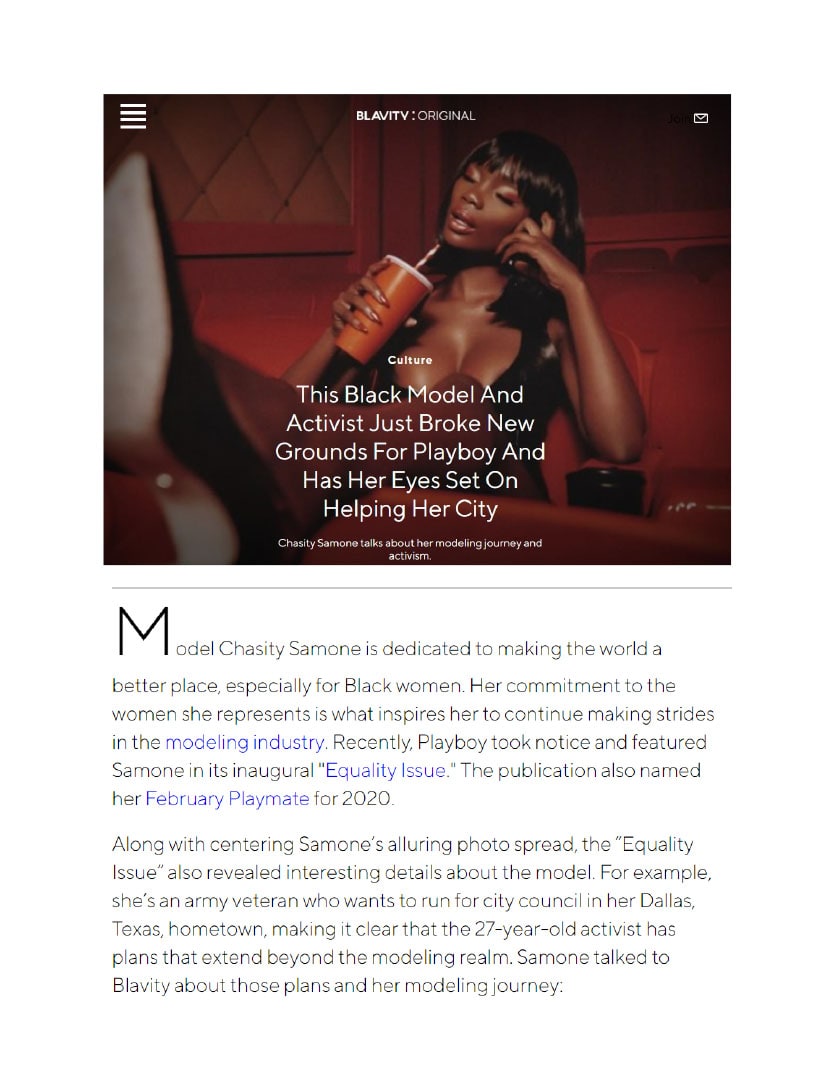 BLAVITY : ORIGINAL
Join
Culture
This Black Model And
Activist Just Broke New
Grounds For Playboy And
Has Her Eyes Set On
Helping Her City
Chasity Samone talks about her modeling journey and
activism.
Model Chasity Samone is dedicated to making the world a
better place, especially for Black women. Her commitment to the
women she represents is what inspires her to continue making strides
in the modeling industry. Recently, Playboy took notice and featured
Samone in its inaugural "Equality Issue." The publication also named
her February Playmate for 2020.
Along with centering Samone’s alluring photo spread, the “Equality
Issue” also revealed interesting details about the model. For example,
she’s an army veteran who wants to run for city council in her Dallas,
Texas, hometown, making it clear that the 27-year-old activist has
plans that extend beyond the modeling realm. Samone talked to
Blavity about those plans and her modeling journey: